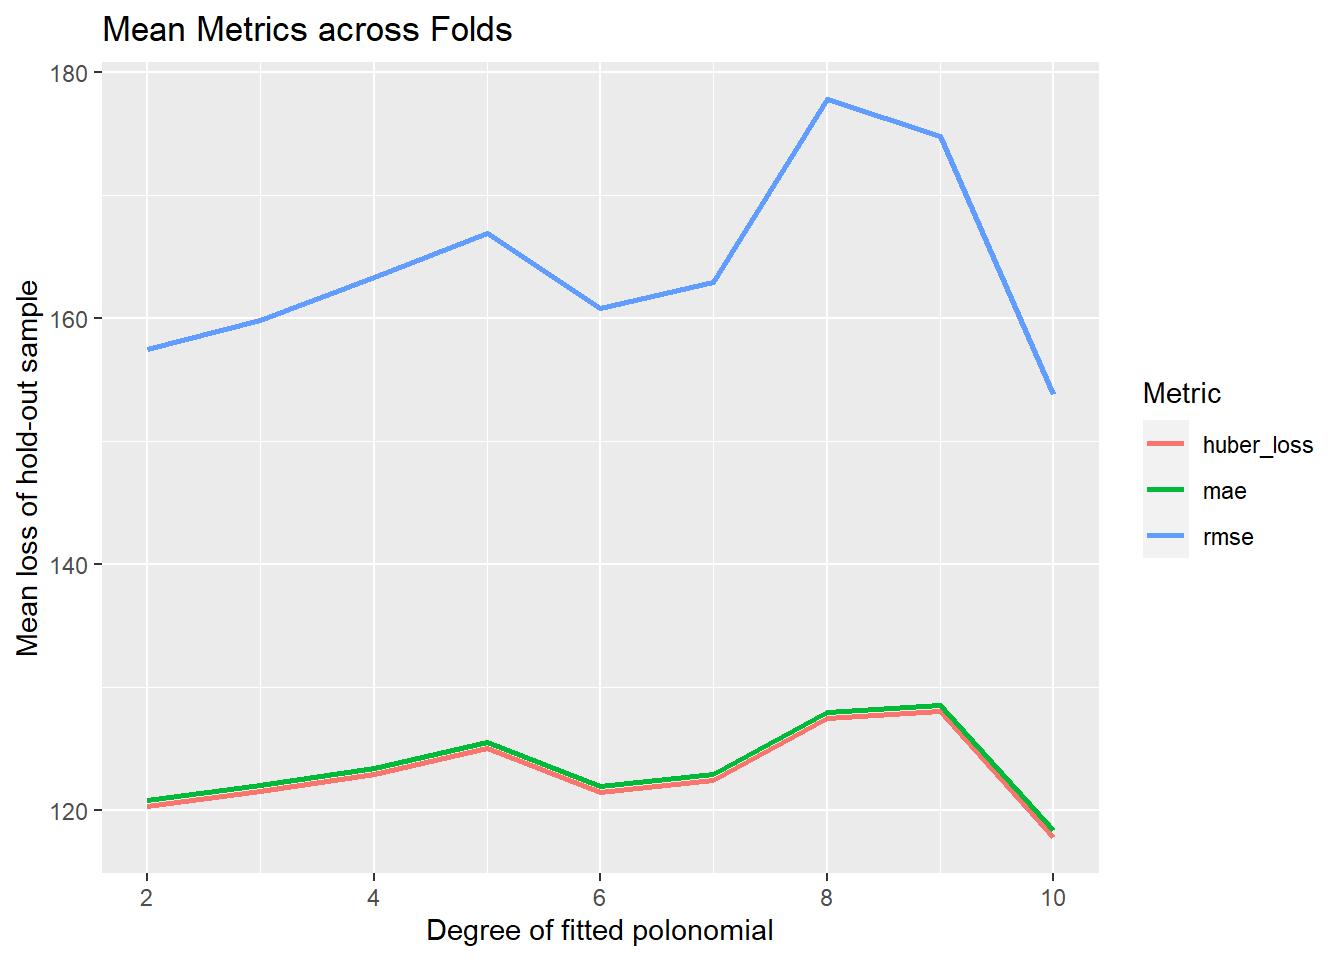 Mean Metrics across Folds
Mean loss of hold-out sample
180
160
140
120
2 4 6 8 10
Degree of fitted polonomial
Metric
huber_loss
mae
rmse